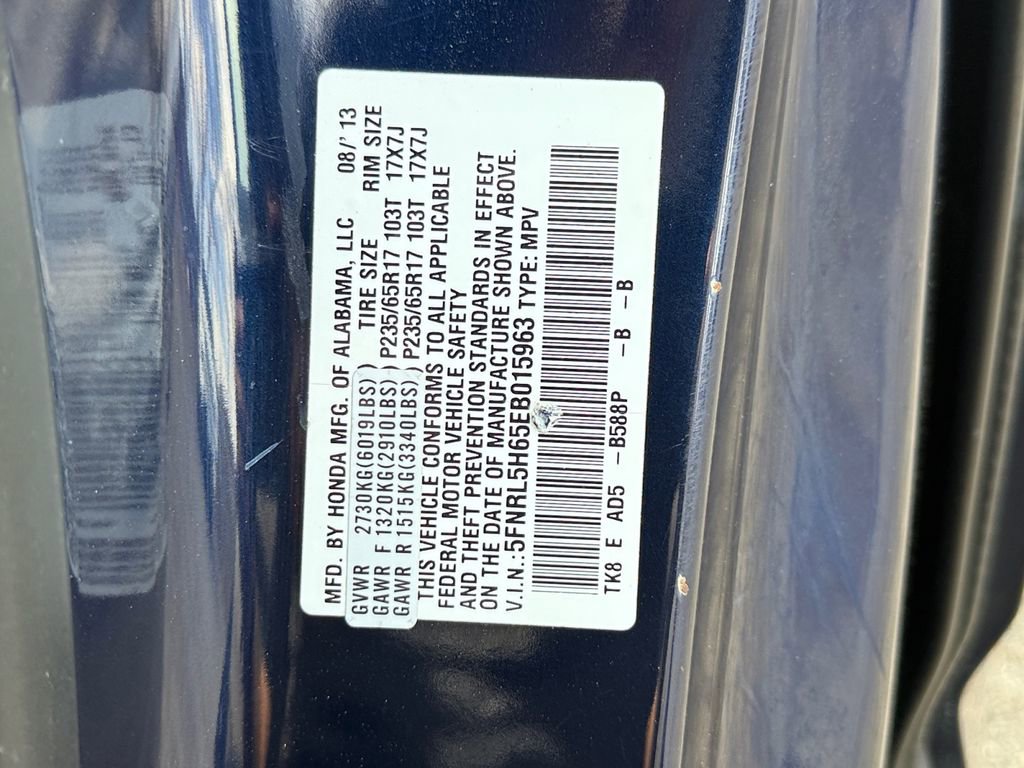 MFD. BY HONDA MFG. OF ALABAMA, LLC 08/'13
TIRE SIZE RIM SIZE
GVWR 2730KG(6019LBS)
GAWR F 1320KG(2910LBS) P235/65R17 103T 17X7J
GAWR R 1515KG(3340LBS) P235/65R17 103T 17X7J
THIS VEHICLE CONFORMS TO ALL APPLICABLE
FEDERAL MOTOR VEHICLE SAFETY
AND THEFT PREVENTION STANDARDS IN EFFECT
ON THE DATE OF MANUFACTURE SHOWN ABOVE.
V.I.N.:5FNRL5H65EB015963 TYPE: MPV
TK8 E AD5 -B588P -B -B